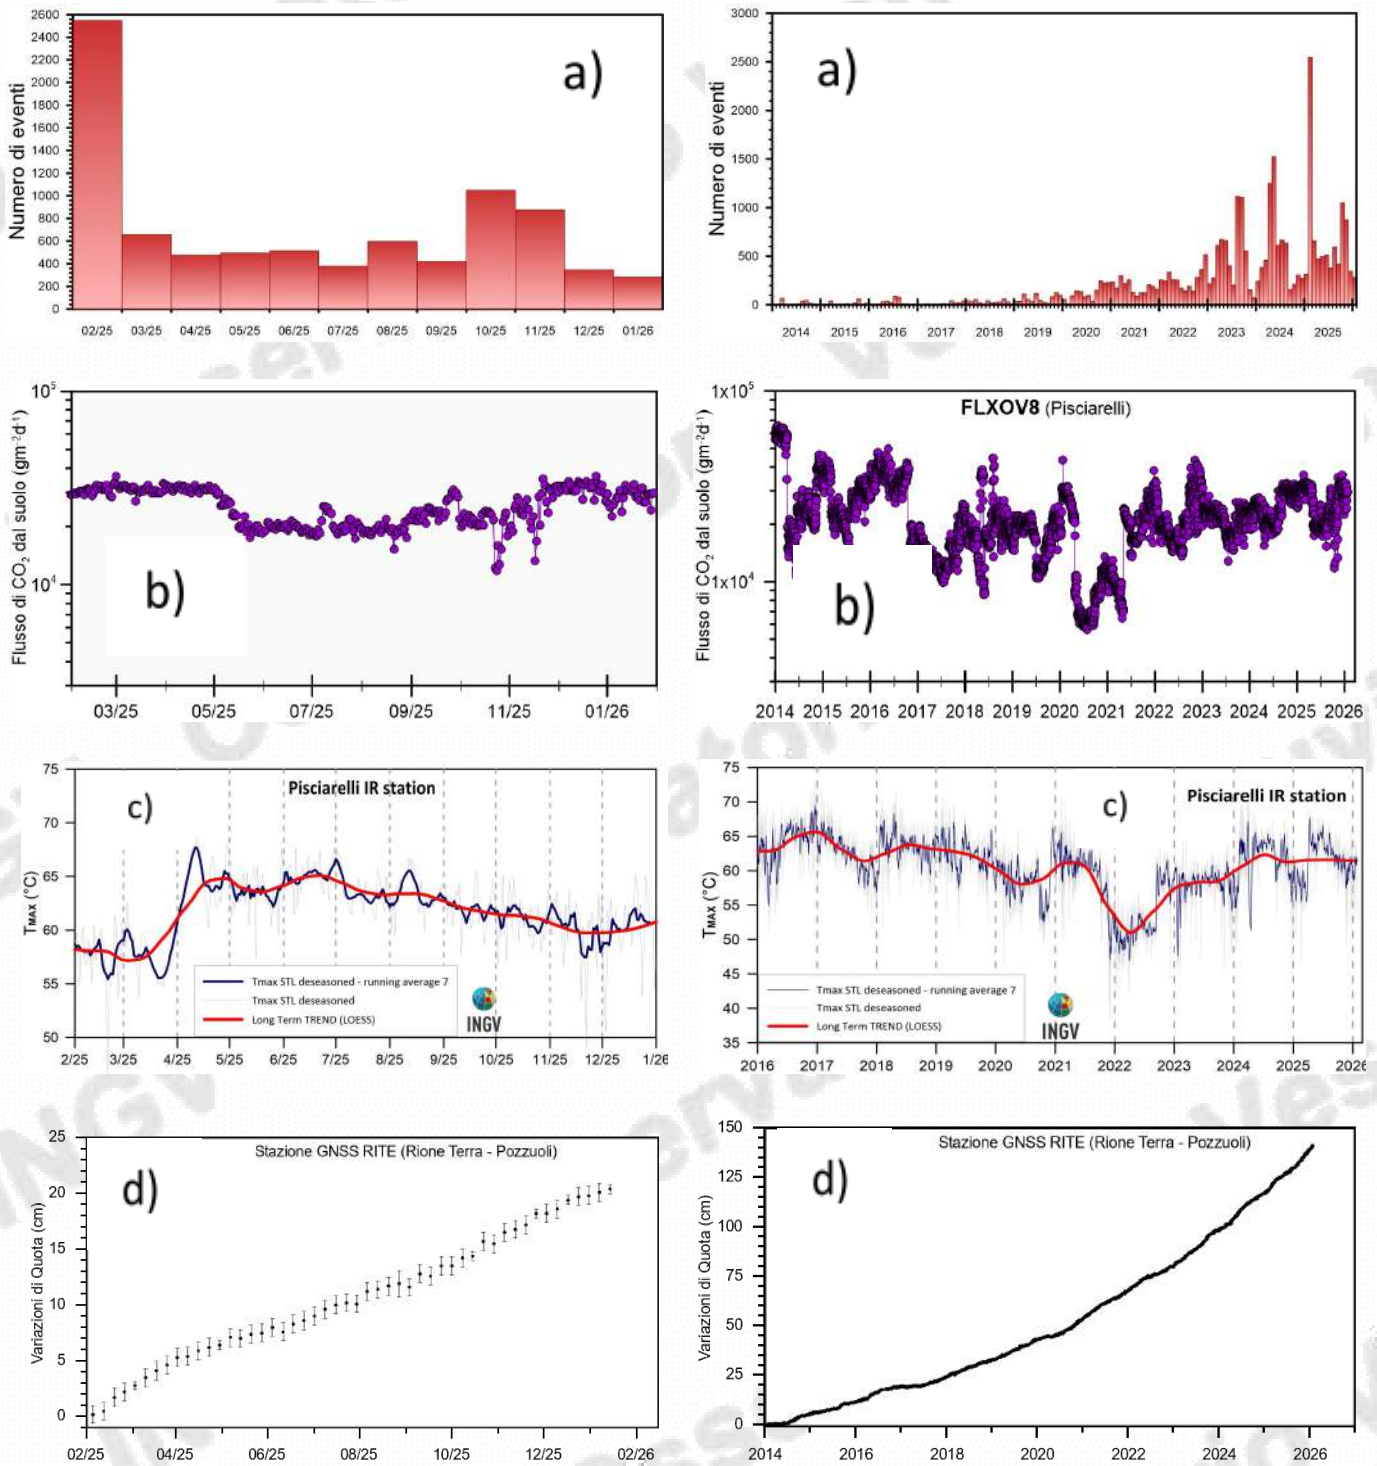 2600
2400
2200
2000
1800
1600
1400
1200
1000
800
600
400
200
0
Numero di eventi
a)
02/25 03/25 04/25 05/25 06/25 07/25 08/25 09/25 10/25 11/25 12/25 01/26
3000
2500
2000
1500
1000
500
0
Numero di eventi
a)
2014 2015 2016 2017 2018 2019 2020 2021 2022 2023 2024 2025
10⁵
10⁴
Flusso di CO₂ dal suolo (gm⁻²d⁻¹)
b)
03/25 05/25 07/25 09/25 11/25 01/26
1x10⁵
1x10⁴
Flusso di CO₂ dal suolo (gm⁻²d⁻¹)
FLXOV8 (Pisciarelli)
b)
2014 2015 2016 2017 2018 2019 2020 2021 2022 2023 2024 2025 2026
75
70
65
60
55
50
TMAX (°C)
c)
Pisciarelli IR station
Tmax STL deseasoned - running average 7
Tmax STL deseasoned
Long Term TREND (LOESS)
INGV
2/25 3/25 4/25 5/25 6/25 7/25 8/25 9/25 10/25 11/25 12/25 1/26
75
70
65
60
55
50
45
40
35
TMAX (°C)
c)
Pisciarelli IR station
Tmax STL deseasoned - running average 7
Tmax STL deseasoned
Long Term TREND (LOESS)
INGV
2016 2017 2018 2019 2020 2021 2022 2023 2024 2025 2026
25
20
15
10
5
0
Variazioni di Quota (cm)
Stazione GNSS RITE (Rione Terra - Pozzuoli)
d)
02/25 04/25 06/25 08/25 10/25 12/25 02/26
150
125
100
75
50
25
0
Variazioni di Quota (cm)
Stazione GNSS RITE (Rione Terra - Pozzuoli)
d)
2014 2016 2018 2020 2022 2024 2026